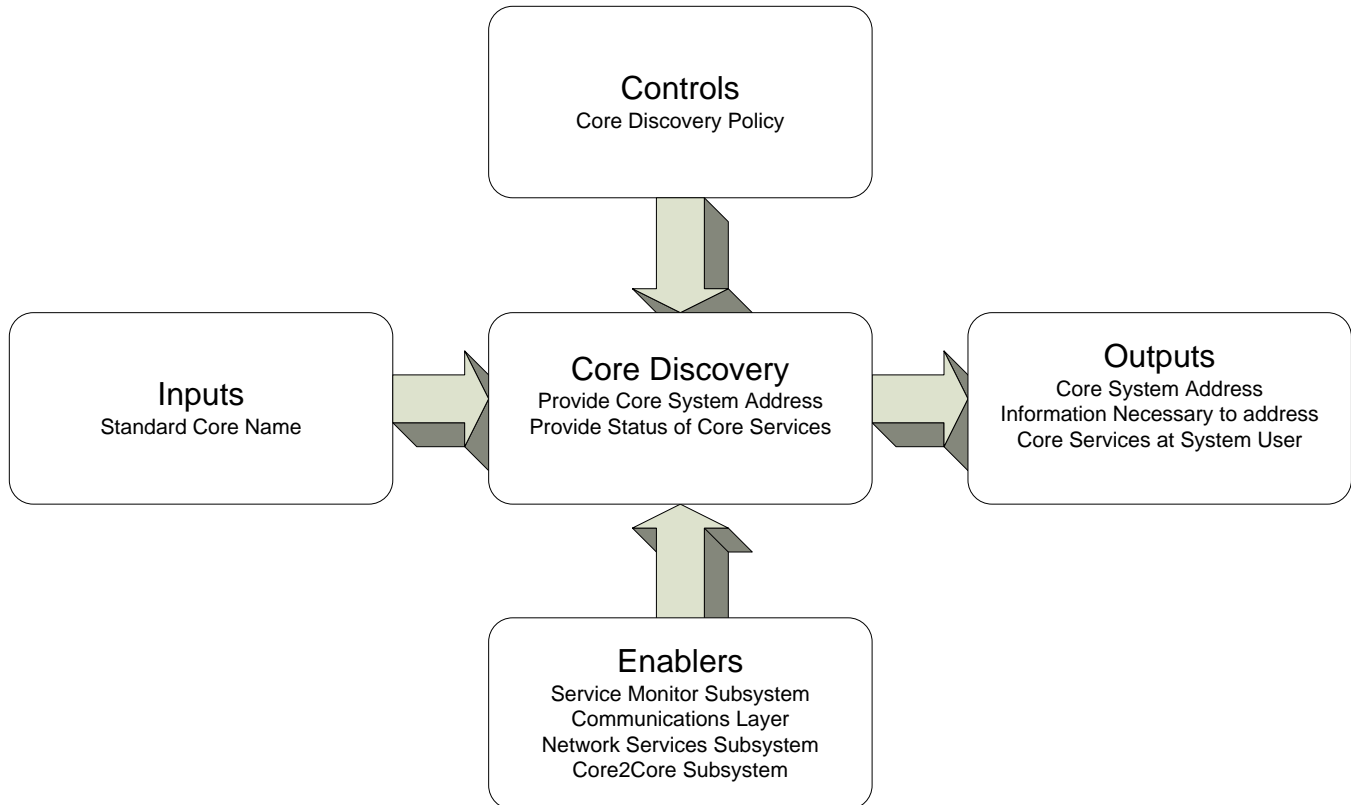 Controls
Core Discovery Policy
Inputs
Standard Core Name
Core Discovery
Provide Core System Address
Provide Status of Core Services
Outputs
Core System Address
Information Necessary to address
Core Services at System User
Enablers
Service Monitor Subsystem
Communications Layer
Network Services Subsystem
Core2Core Subsystem